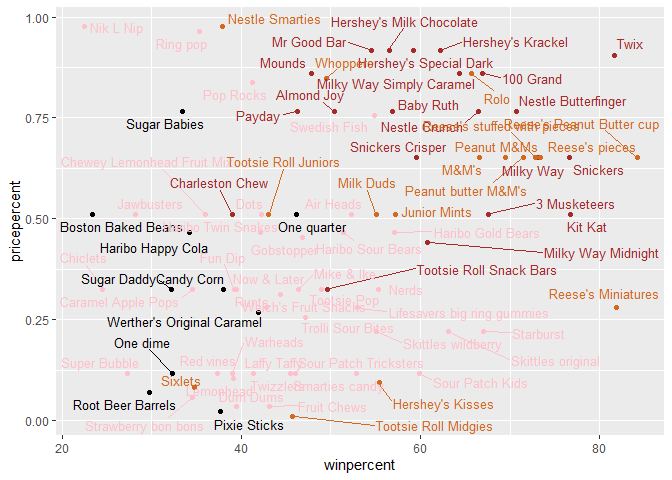 1.00
Nik L Nip
Nestle Smarties
Ring pop
Hershey's Milk Chocolate
Mr Good Bar
Hershey's Krackel
Twix
Mounds
Whoppers
Hershey's Special Dark
Pop Rocks
Milky Way Simply Caramel
100 Grand
Almond Joy
Rolo
0.75
Sugar Babies
Payday
Baby Ruth
Nestle Butterfinger
Swedish Fish
Nestle Crunch
Reese's stuffed with pieces
Reese's Peanut Butter cup
Snickers Crisper
Peanut M&Ms
Reese's pieces
Chewey Lemonhead Fruit Mix
Tootsie Roll Juniors
M&M's
Milky Way
Snickers
Charleston Chew
Milk Duds
Peanut butter M&M's
Jawbusters
Dots
Air Heads
Junior Mints
3 Musketeers
0.50
Boston Baked Beans
Haribo Twin Snakes
One quarter
Haribo Gold Bears
Kit Kat
Haribo Happy Cola
Gobstopper
Haribo Sour Bears
Milky Way Midnight
Chiclets
Fun Dip
Sugar Daddy
Candy Corn
Now & Later
Mike & Ike
Tootsie Roll Snack Bars
Caramel Apple Pops
Runts
Tootsie Pop
Nerds
Reese's Miniatures
Welch's Fruit Snacks
Werther's Original Caramel
Lifesavers big ring gummies
0.25
Trolli Sour Bites
One dime
Warheads
Skittles wildberry
Starburst
Super Bubble
Red vines
Laffy Taffy
Sour Patch Tricksters
Skittles original
Sixlets
Lemonhead
Twizzlers
Smarties candy
Sour Patch Kids
Root Beer Barrels
Dum Dums
Fruit Chews
Hershey's Kisses
0.00
Strawberry bon bons
Pixie Sticks
Tootsie Roll Midgies
20
40
60
80
winpercent
pricepercent